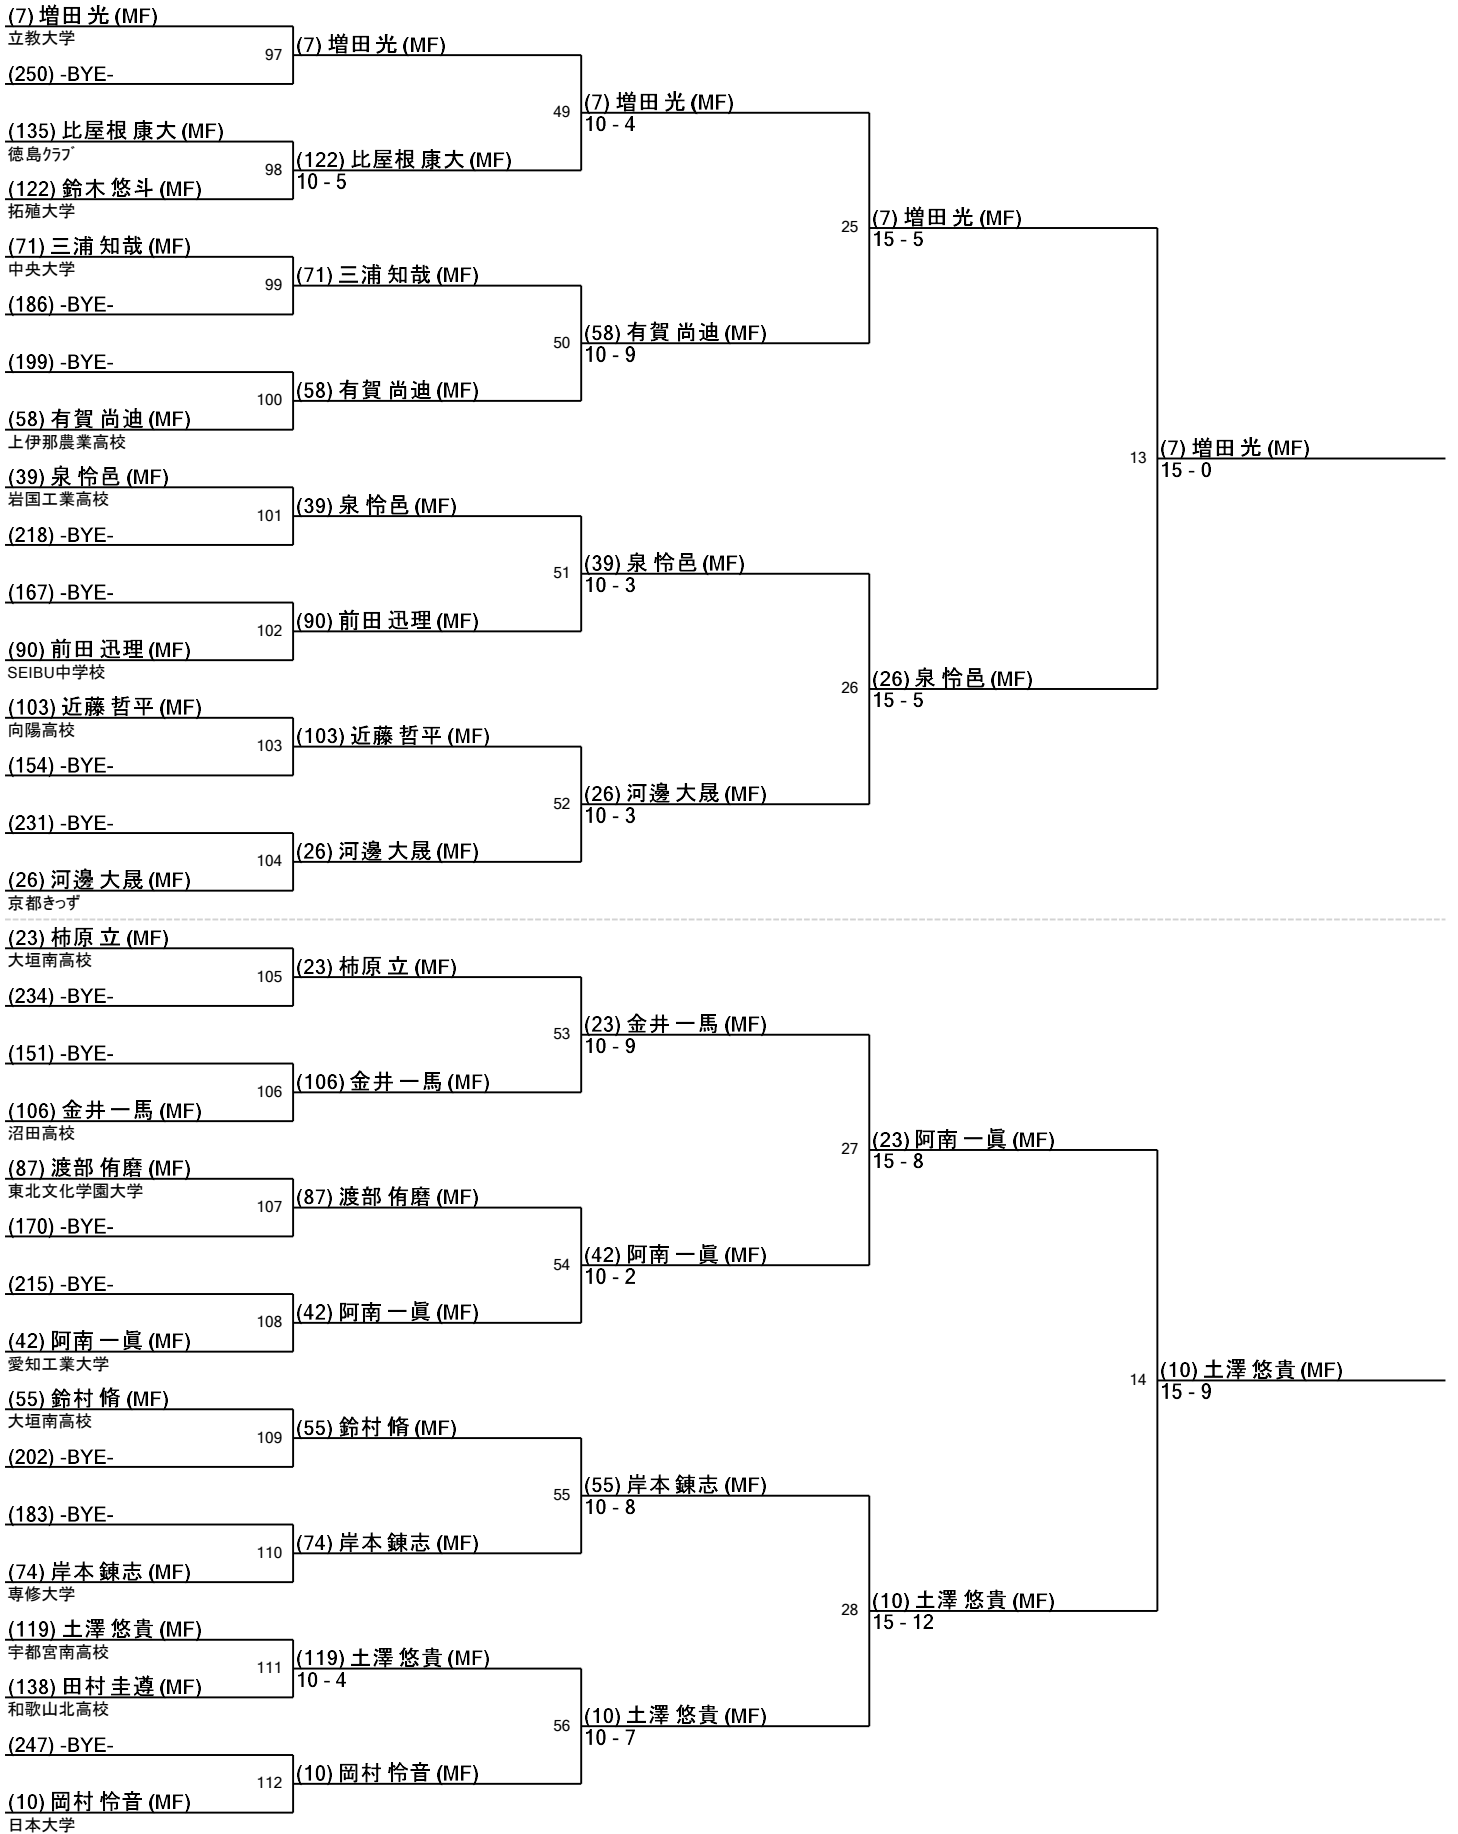 (7) 増田 光 (MF)
立教大学
97
(7) 増田 光 (MF)
(250) -BYE-
49
(7) 増田 光 (MF)
10 - 4
(135) 比屋根 康大 (MF)
徳島ｸﾗﾌﾞ
98
(122) 比屋根 康大 (MF)
10 - 5
(122) 鈴木 悠斗 (MF)
拓殖大学
25
(7) 増田 光 (MF)
15 - 5
(71) 三浦 知哉 (MF)
中央大学
99
(71) 三浦 知哉 (MF)
(186) -BYE-
50
(58) 有賀 尚迪 (MF)
10 - 9
(199) -BYE-
100
(58) 有賀 尚迪 (MF)
(58) 有賀 尚迪 (MF)
上伊那農業高校
13
(7) 増田 光 (MF)
15 - 0
(39) 泉 怜邑 (MF)
岩国工業高校
101
(39) 泉 怜邑 (MF)
(218) -BYE-
51
(39) 泉 怜邑 (MF)
10 - 3
(167) -BYE-
102
(90) 前田 迅理 (MF)
(90) 前田 迅理 (MF)
SEIBU中学校
26
(26) 泉 怜邑 (MF)
15 - 5
(103) 近藤 哲平 (MF)
向陽高校
103
(103) 近藤 哲平 (MF)
(154) -BYE-
52
(26) 河邊 大晟 (MF)
10 - 3
(231) -BYE-
104
(26) 河邊 大晟 (MF)
(26) 河邊 大晟 (MF)
京都きっず
(23) 柿原 立 (MF)
大垣南高校
105
(23) 柿原 立 (MF)
(234) -BYE-
53
(23) 金井 一馬 (MF)
10 - 9
(151) -BYE-
106
(106) 金井 一馬 (MF)
(106) 金井 一馬 (MF)
沼田高校
27
(23) 阿南 一眞 (MF)
15 - 8
(87) 渡部 侑磨 (MF)
東北文化学園大学
107
(87) 渡部 侑磨 (MF)
(170) -BYE-
54
(42) 阿南 一眞 (MF)
10 - 2
(215) -BYE-
108
(42) 阿南 一眞 (MF)
(42) 阿南 一眞 (MF)
愛知工業大学
14
(10) 土澤 悠貴 (MF)
15 - 9
(55) 鈴村 脩 (MF)
大垣南高校
109
(55) 鈴村 脩 (MF)
(202) -BYE-
55
(55) 岸本 錬志 (MF)
10 - 8
(183) -BYE-
110
(74) 岸本 錬志 (MF)
(74) 岸本 錬志 (MF)
専修大学
28
(10) 土澤 悠貴 (MF)
15 - 12
(119) 土澤 悠貴 (MF)
宇都宮南高校
111
(119) 土澤 悠貴 (MF)
10 - 4
(138) 田村 圭遵 (MF)
和歌山北高校
56
(10) 土澤 悠貴 (MF)
10 - 7
(247) -BYE-
112
(10) 岡村 怜音 (MF)
(10) 岡村 怜音 (MF)
日本大学